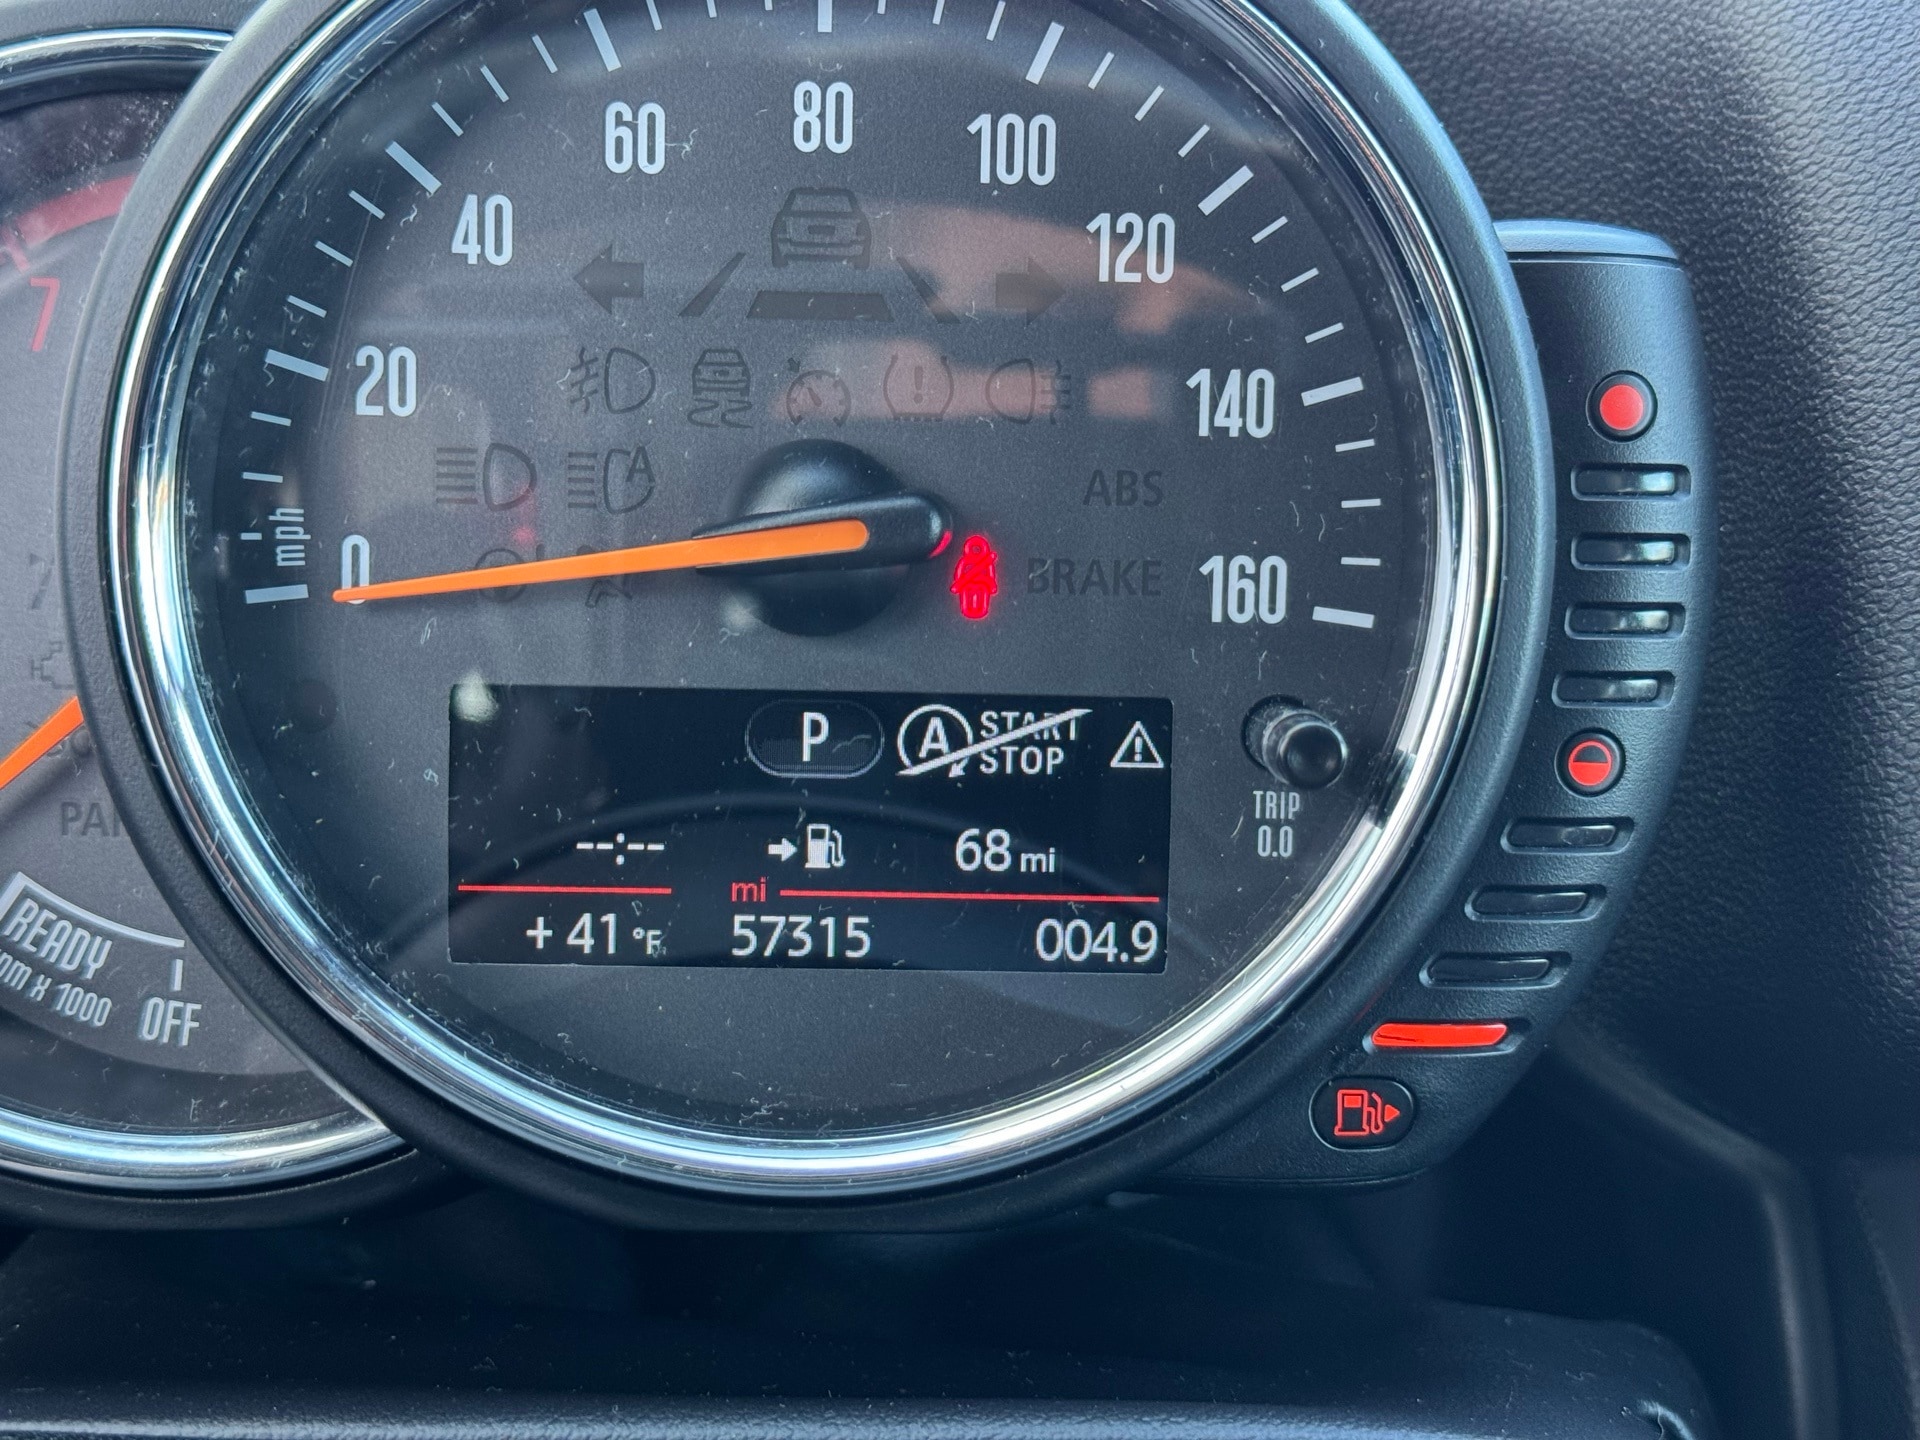 60
80
100
40
120
20
140
7
ABS
mph
0
BRAKE
160
P
A
START
STOP
TRIP
0.0
--:--
68 mi
mi
+ 41 °F
57315
004.9
READY
X 1000
OFF